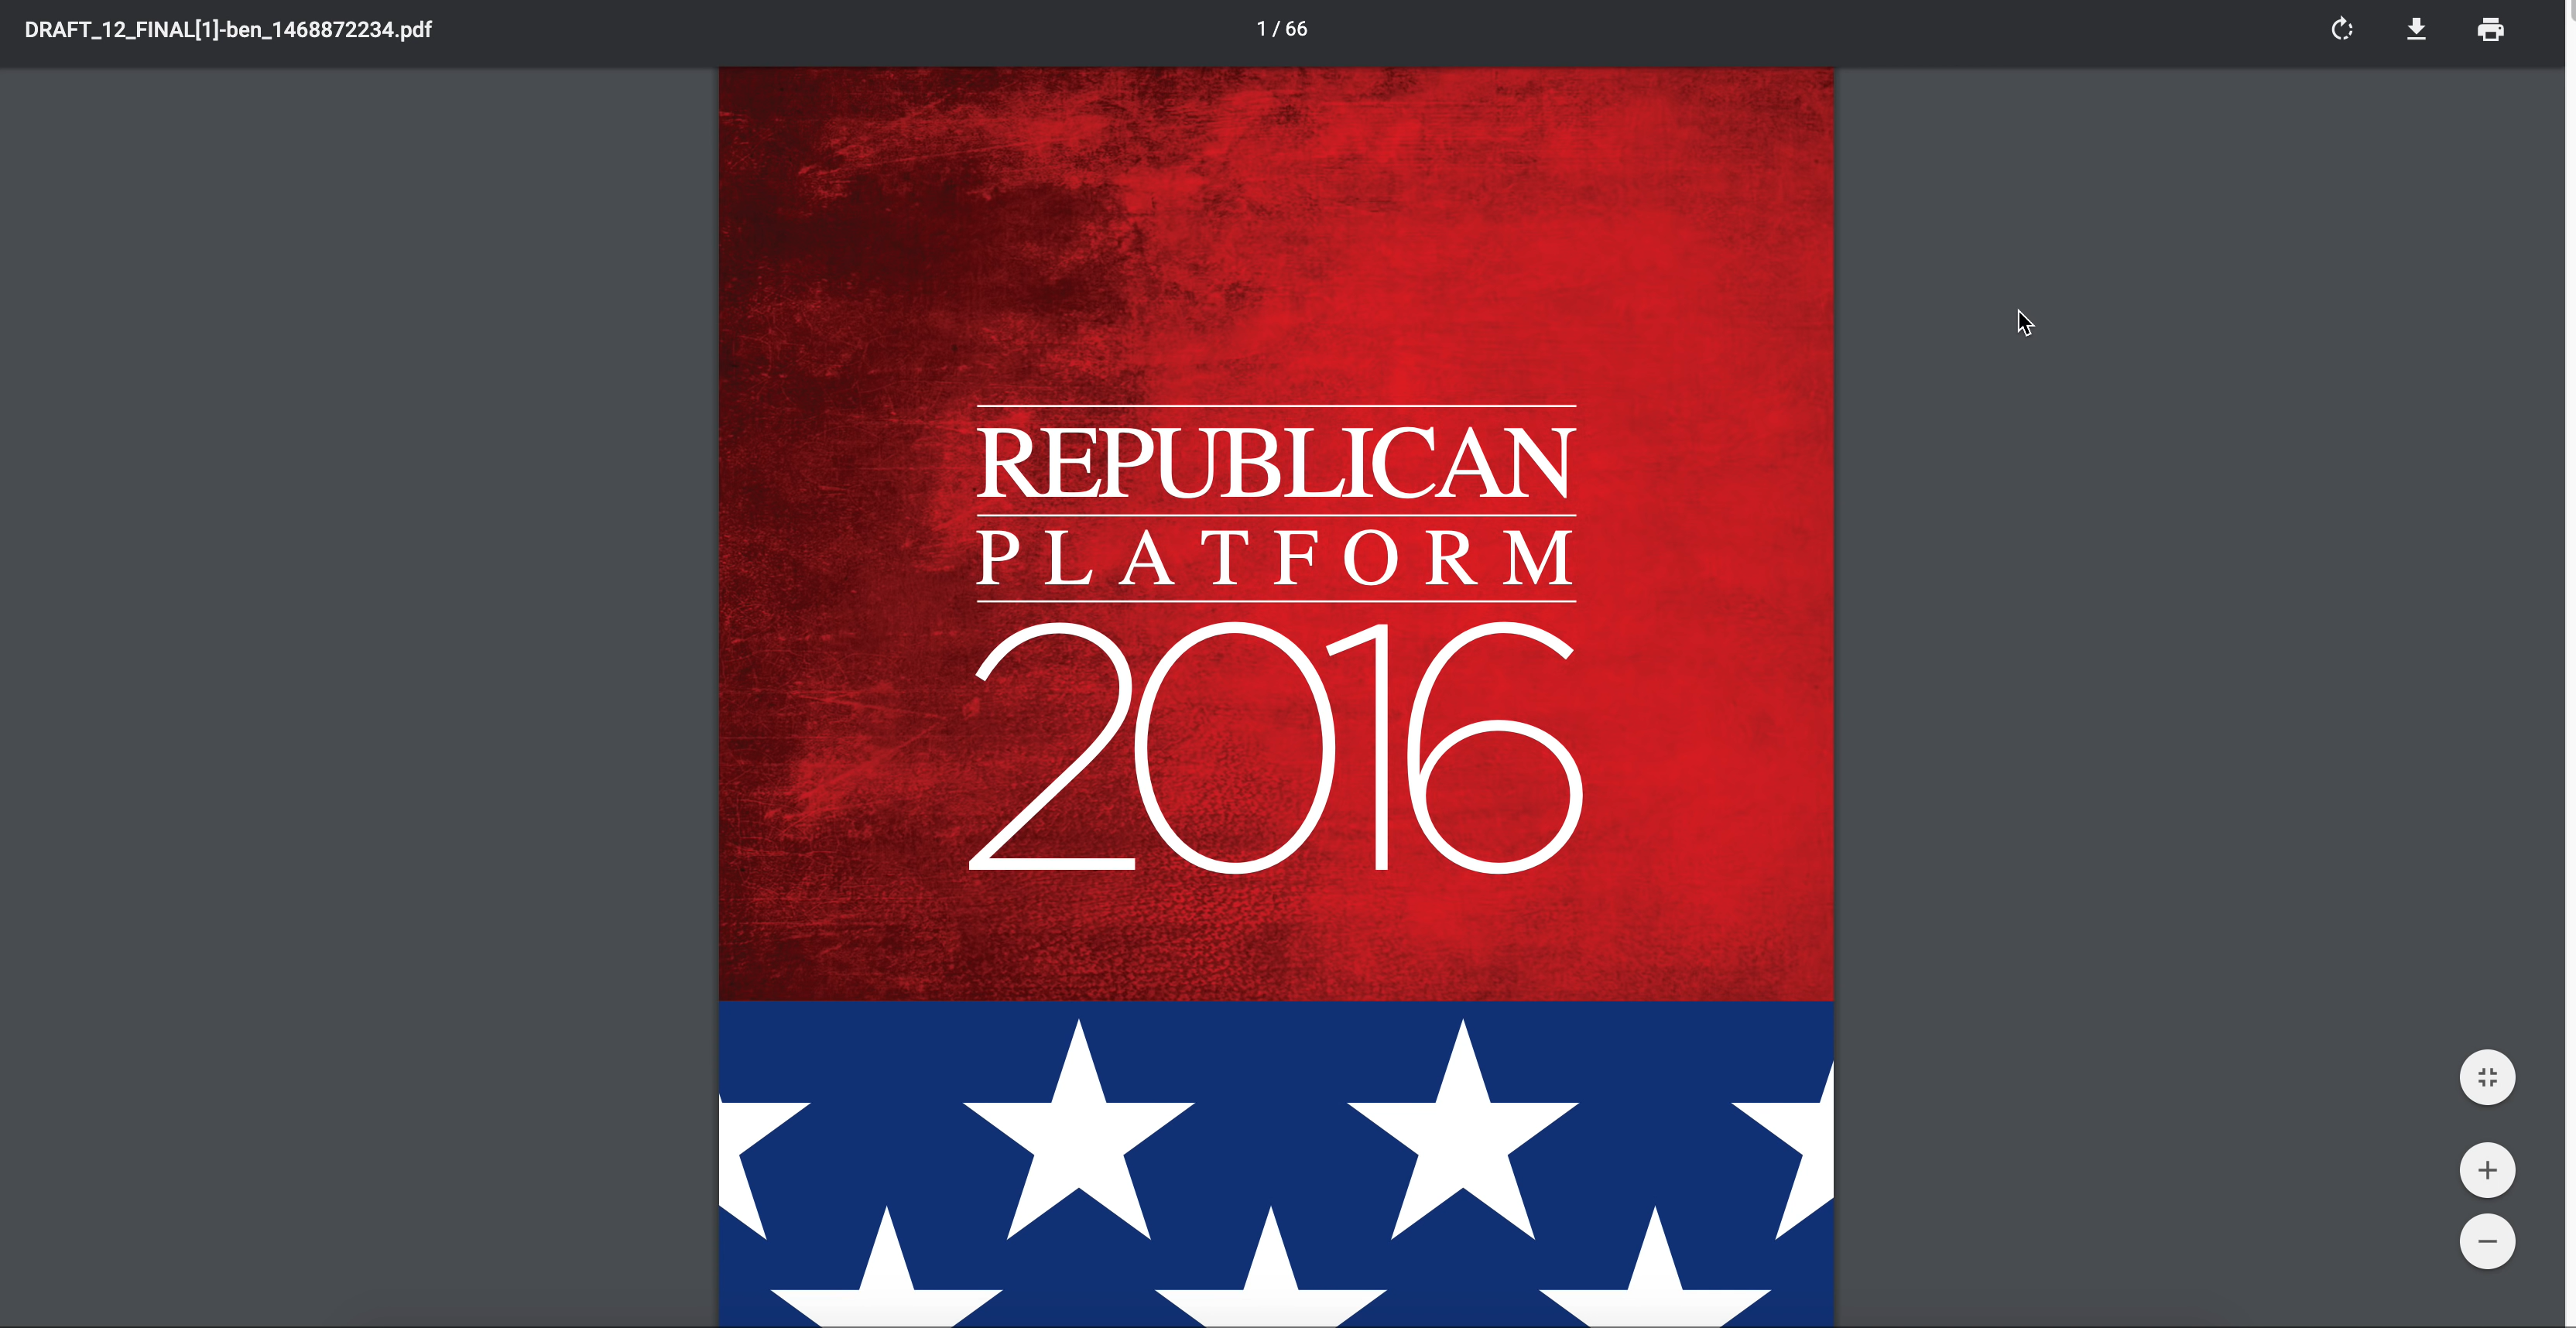 DRAFT_12_FINAL[1]-ben_1468872234.pdf
1 / 66
REPUBLICAN
PLATFORM
2016